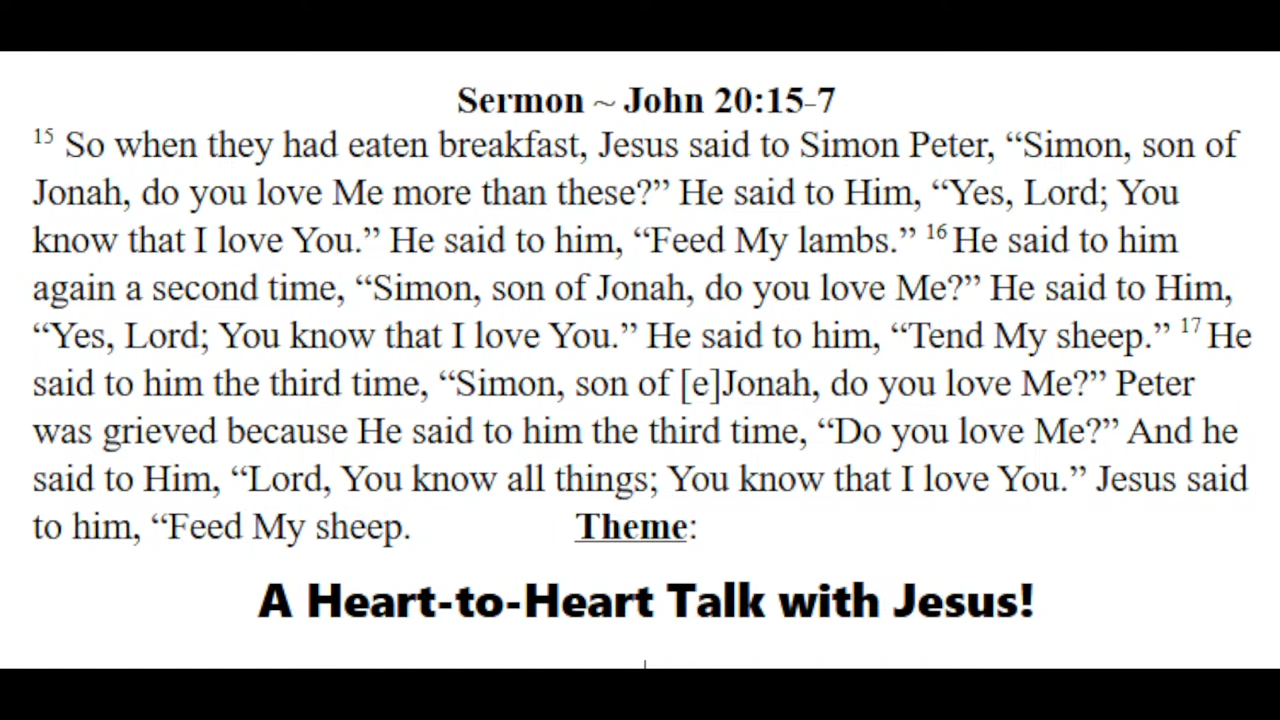 Sermon ~ John 20:15-7
15 So when they had eaten breakfast, Jesus said to Simon Peter, “Simon, son of
Jonah, do you love Me more than these?” He said to Him, “Yes, Lord; You
know that I love You.” He said to him, “Feed My lambs.” 16 He said to him
again a second time, “Simon, son of Jonah, do you love Me?” He said to Him,
“Yes, Lord; You know that I love You.” He said to him, “Tend My sheep.” 17 He
said to him the third time, “Simon, son of [e]Jonah, do you love Me?” Peter
was grieved because He said to him the third time, “Do you love Me?” And he
said to Him, “Lord, You know all things; You know that I love You.” Jesus said
to him, “Feed My sheep. Theme:
A Heart-to-Heart Talk with Jesus!